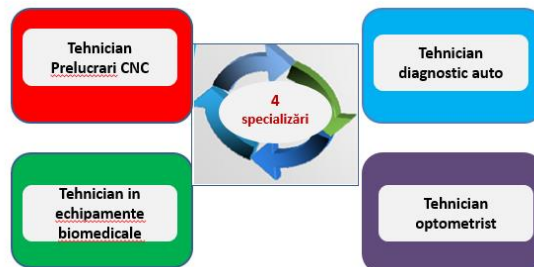 Tehnician
Prelucrari CNC
Tehnician
diagnostic auto
4
specializări
Tehnician in
echipamente
biomedicale
Tehnician
optometrist